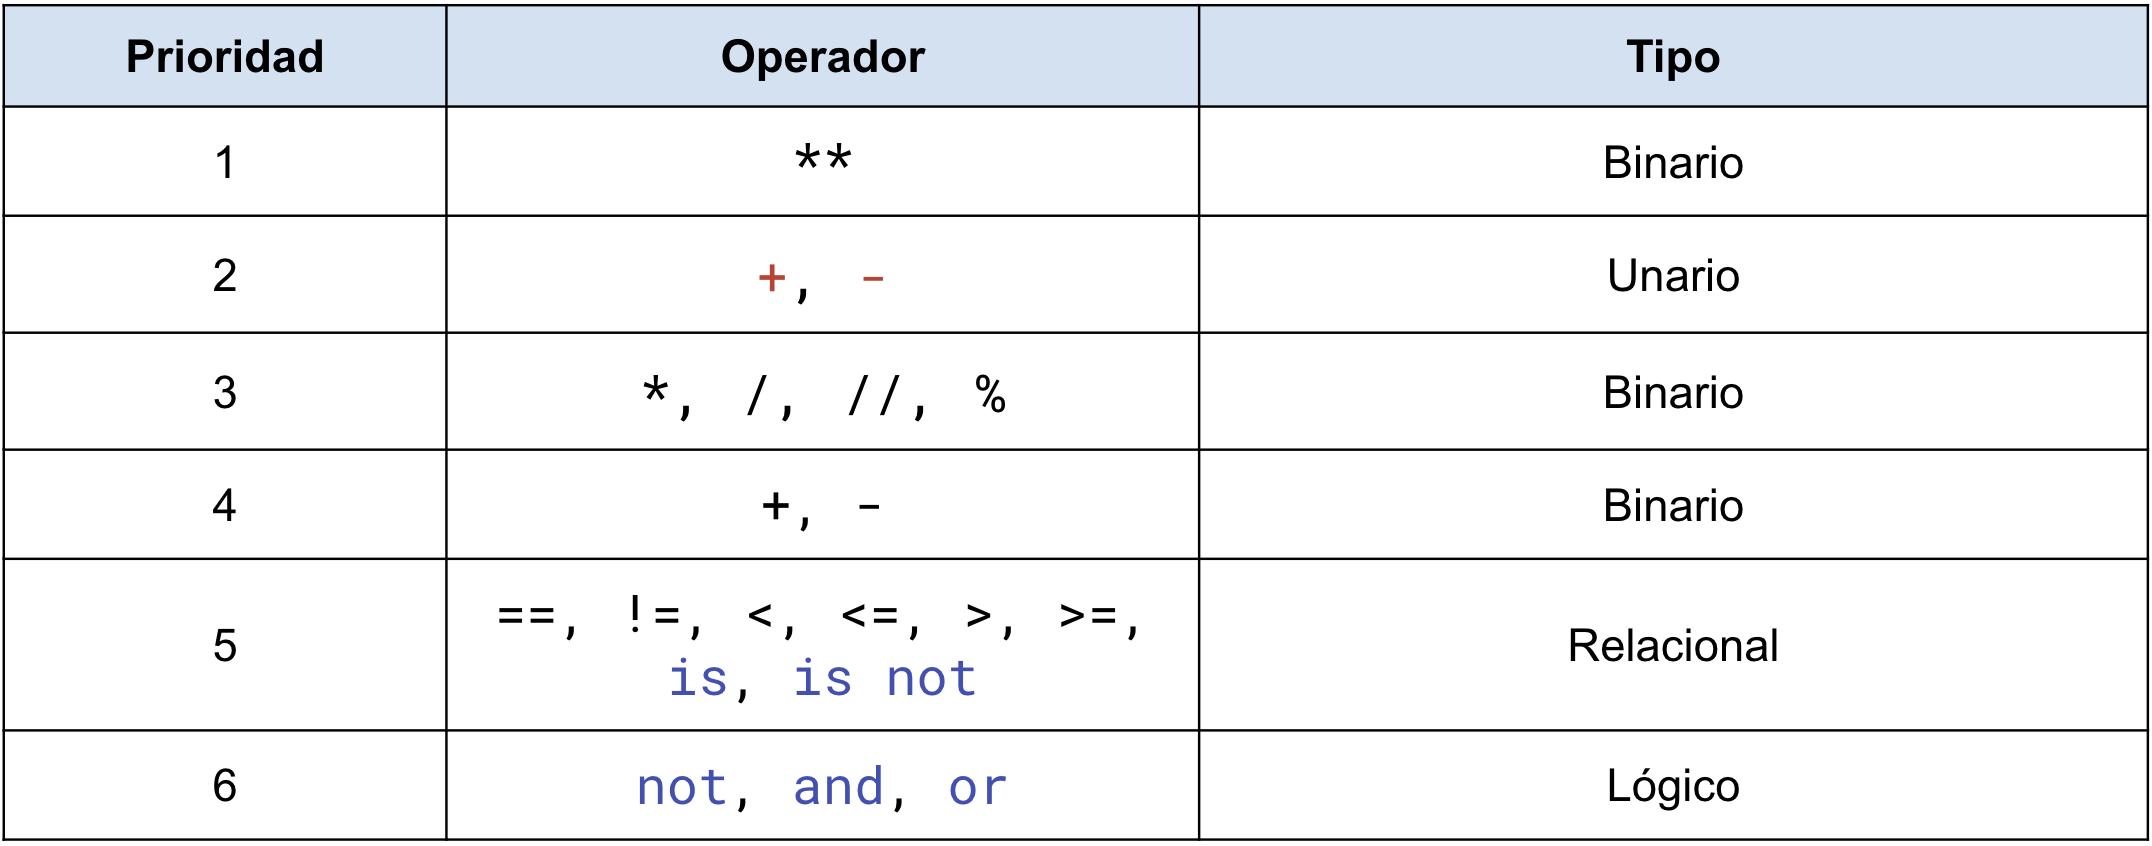 Prioridad Operador Tipo
1 ** Binario
2 +, - Unario
3 *, /, //, % Binario
4 +, - Binario
5 ==, !=, <, <=, >, >=, Relacional
is, is not
6 not, and, or Lógico